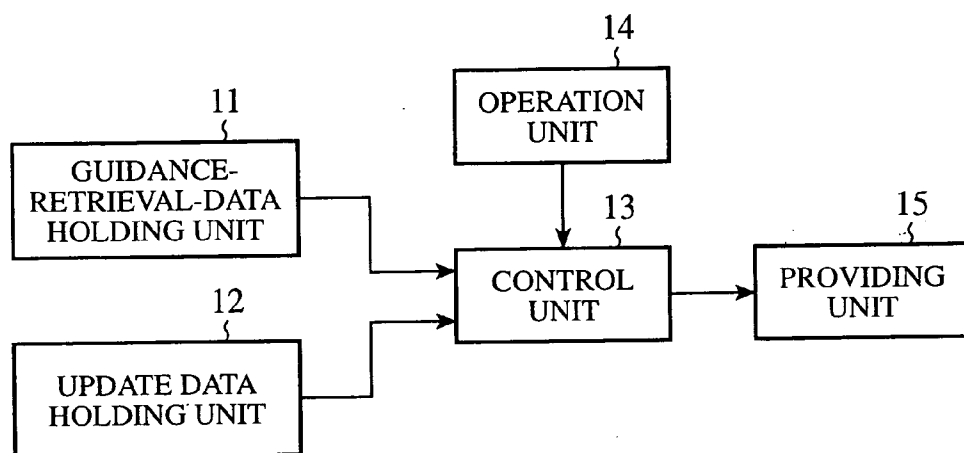 14
OPERATION
UNIT
11
GUIDANCE-
RETRIEVAL-DATA
HOLDING UNIT
13
CONTROL
UNIT
15
PROVIDING
UNIT
12
UPDATE DATA
HOLDING UNIT